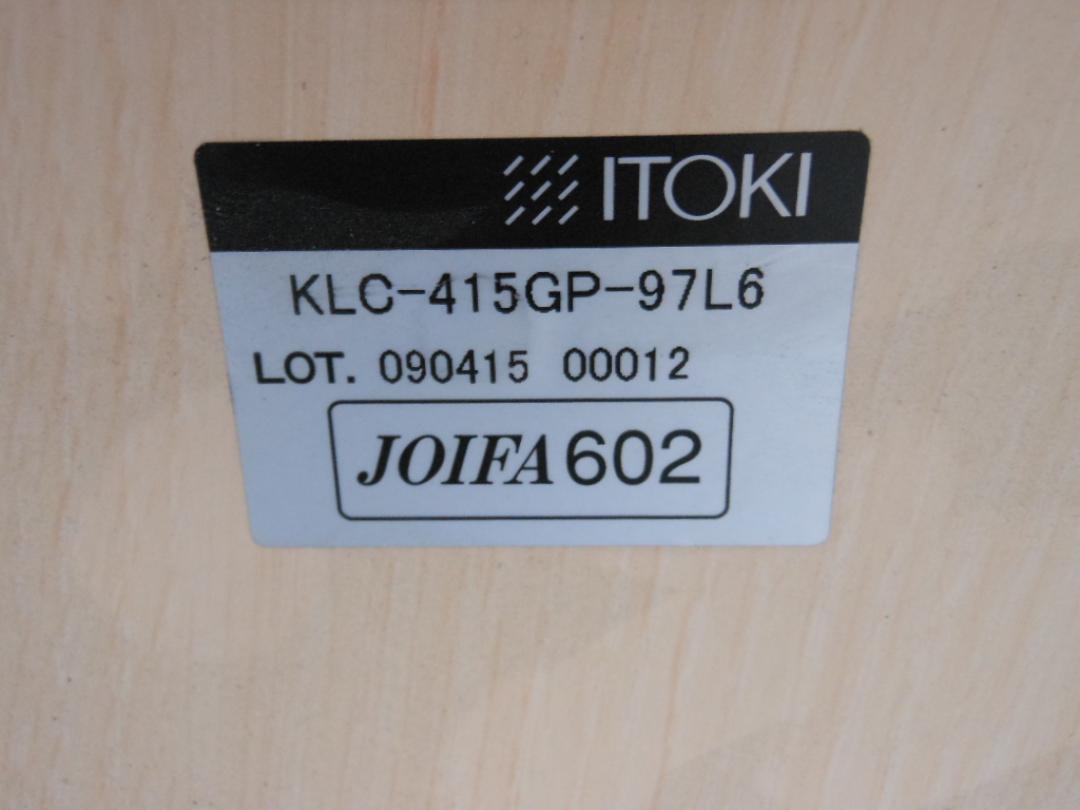 ITOKI
KLC-415GP-97L6
LOT. 090415 00012
JOIFA 602